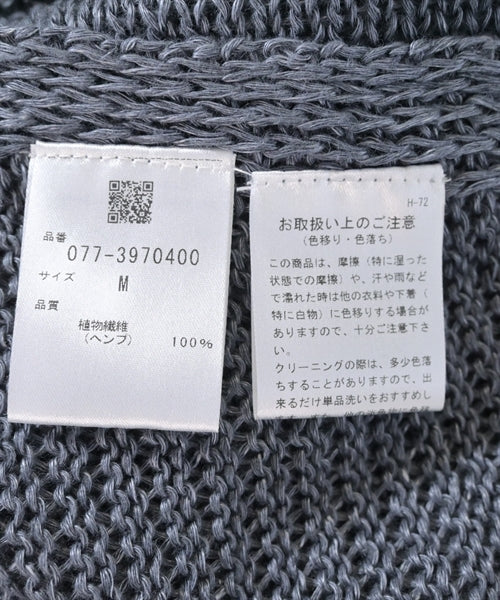 品番
077-3970400
サイズ
M
品質
植物繊維
(ヘンプ) 100%
H-72
お取扱い上のご注意
(色移り・色落ち)
この商品は、摩擦(特に湿った
状態での摩擦)や、汗や雨など
で濡れた時は他の衣料や下着(
特に白物)に色移りする場合が
ありますので、十分ご注意下さ
い。
クリーニングの際は、多少色落
ちすることがありますので、出
来るだけ単品洗いをおすすめし